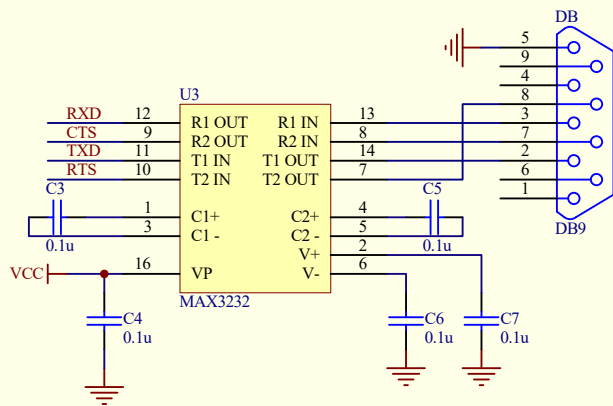 DB
5
9
4
8
3
7
2
6
1
DB9
U3
RXD 12 R1 OUT R1 IN 13
CTS 9 R2 OUT R2 IN 8
TXD 11 T1 IN T1 OUT 14
RTS 10 T2 IN T2 OUT 7
C3 1 C1+ C2+ 4 C5
0.1u 3 C1 - C2 - 5 0.1u
V+ 2
VCC 16 VP V- 6
MAX3232
C4
0.1u
C6
0.1u
C7
0.1u